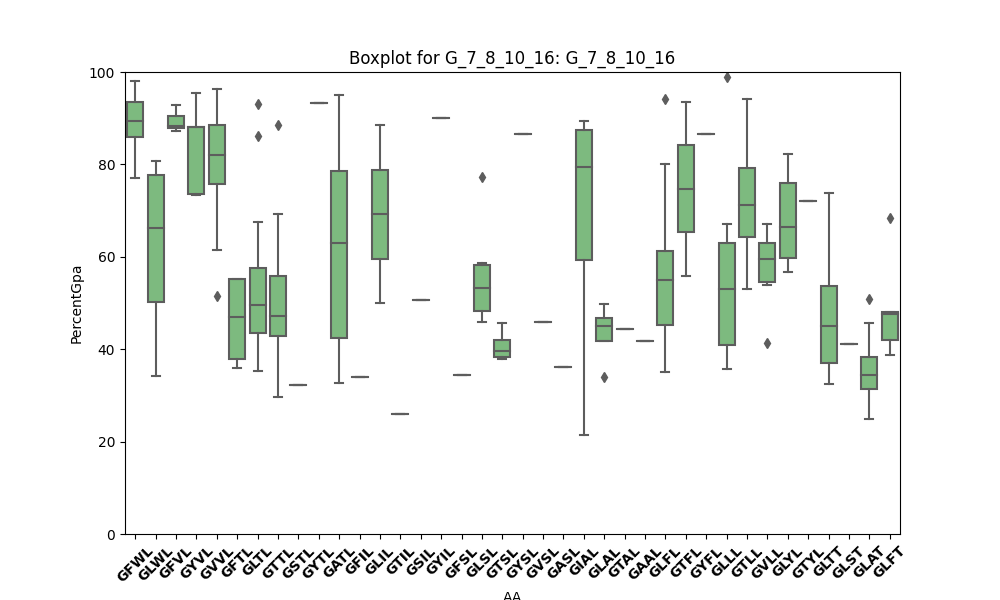 Boxplot for G_7_8_10_16: G_7_8_10_16
PercentGpa
100
80
60
40
20
0
GFWL GLWL GFVL GYVL GVVL GFTL GLTL GTTL GSTL GYTL GATL GFIL GLIL GTIL GSIL GYIL GFSL GLSL GTSL GYSL GVSL GASL GIAL GLAL GTAL GAAL GLFL GTFL GYFL GLLL GTLL GVLL GLYL GTYL GLTT GLST GLAT GLFT
AA